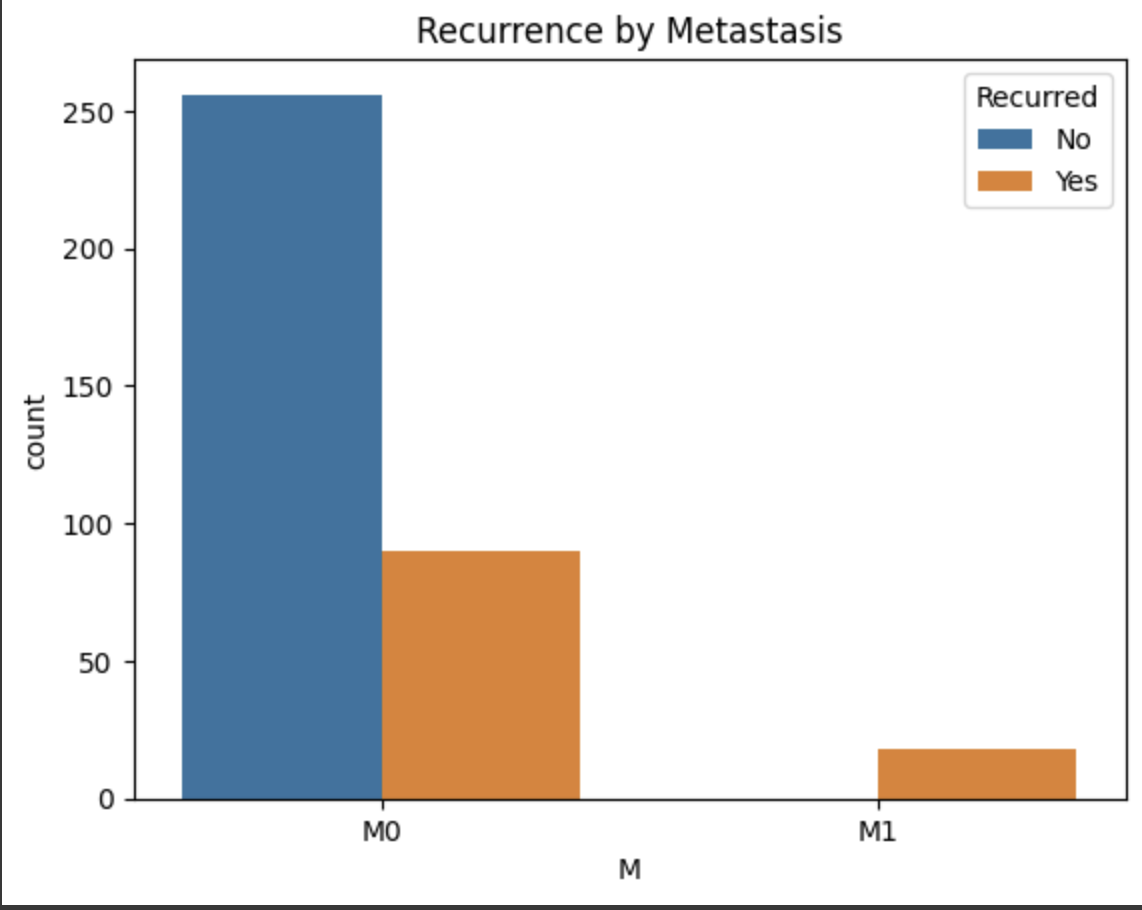 Recurrence by Metastasis
Recurred
No
Yes
250
200
150
100
50
0
count
M0
M1
M